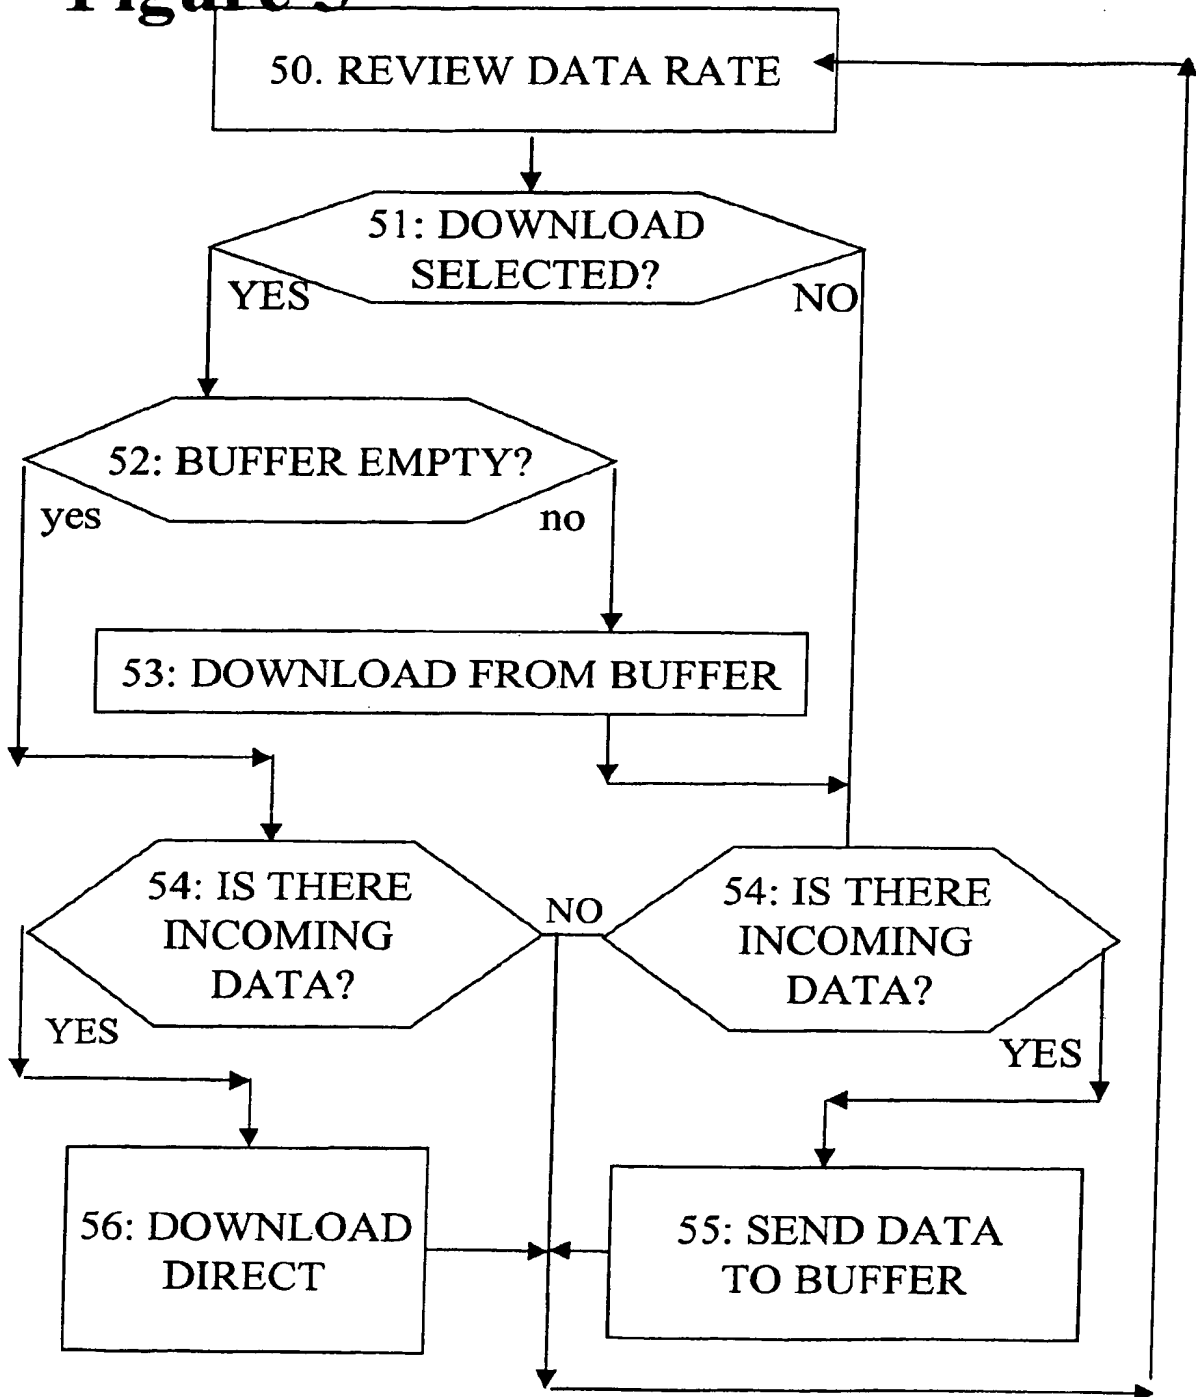 Figure 5
50. REVIEW DATA RATE
51: DOWNLOAD
SELECTED?
YES
NO
52: BUFFER EMPTY?
yes
no
53: DOWNLOAD FROM BUFFER
54: IS THERE
INCOMING
DATA?
NO
54: IS THERE
INCOMING
DATA?
YES
YES
56: DOWNLOAD
DIRECT
55: SEND DATA
TO BUFFER